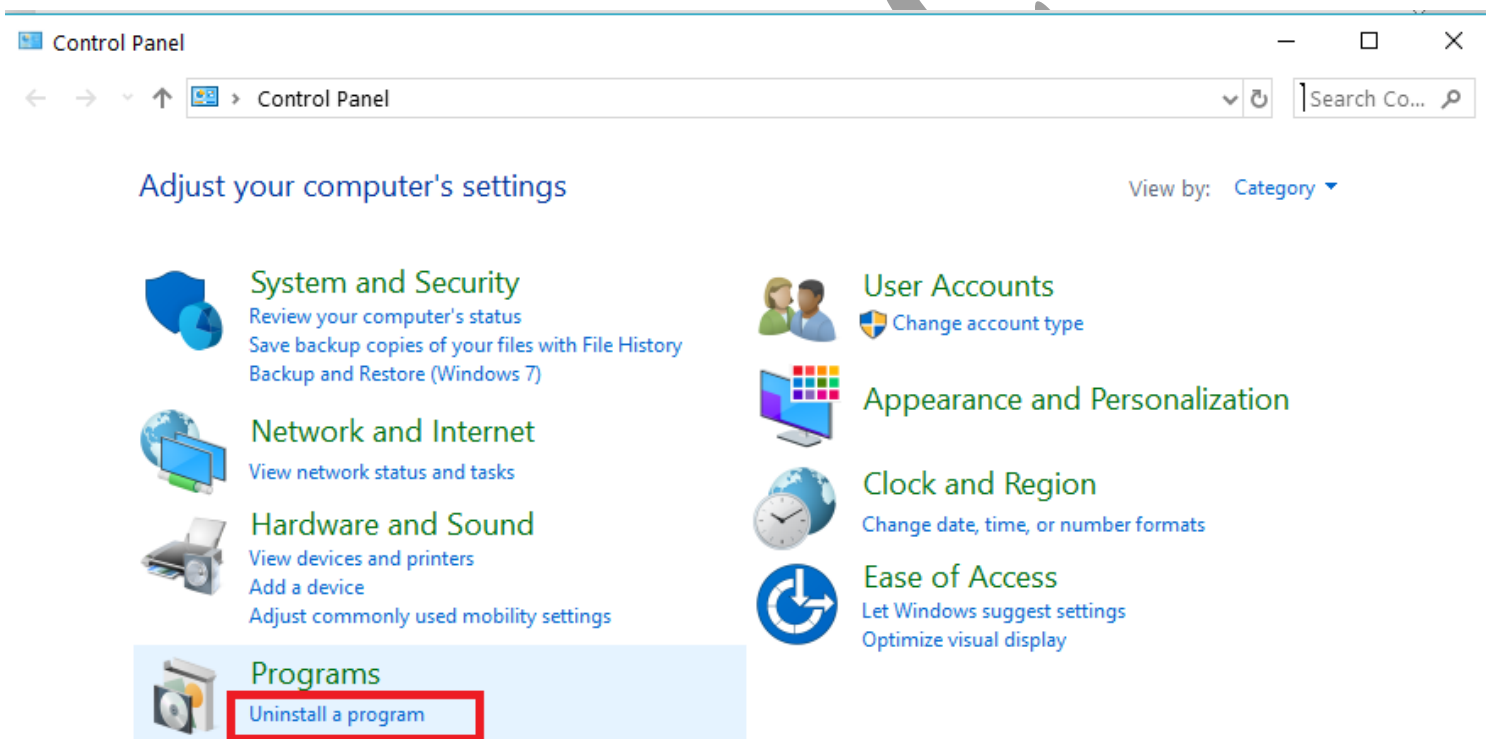 Control Panel
Control Panel
Search Co...
Adjust your computer's settings
View by: Category
System and Security
Review your computer's status
Save backup copies of your files with File History
Backup and Restore (Windows 7)
Network and Internet
View network status and tasks
Hardware and Sound
View devices and printers
Add a device
Adjust commonly used mobility settings
Programs
Uninstall a program
User Accounts
Change account type
Appearance and Personalization
Clock and Region
Change date, time, or number formats
Ease of Access
Let Windows suggest settings
Optimize visual display